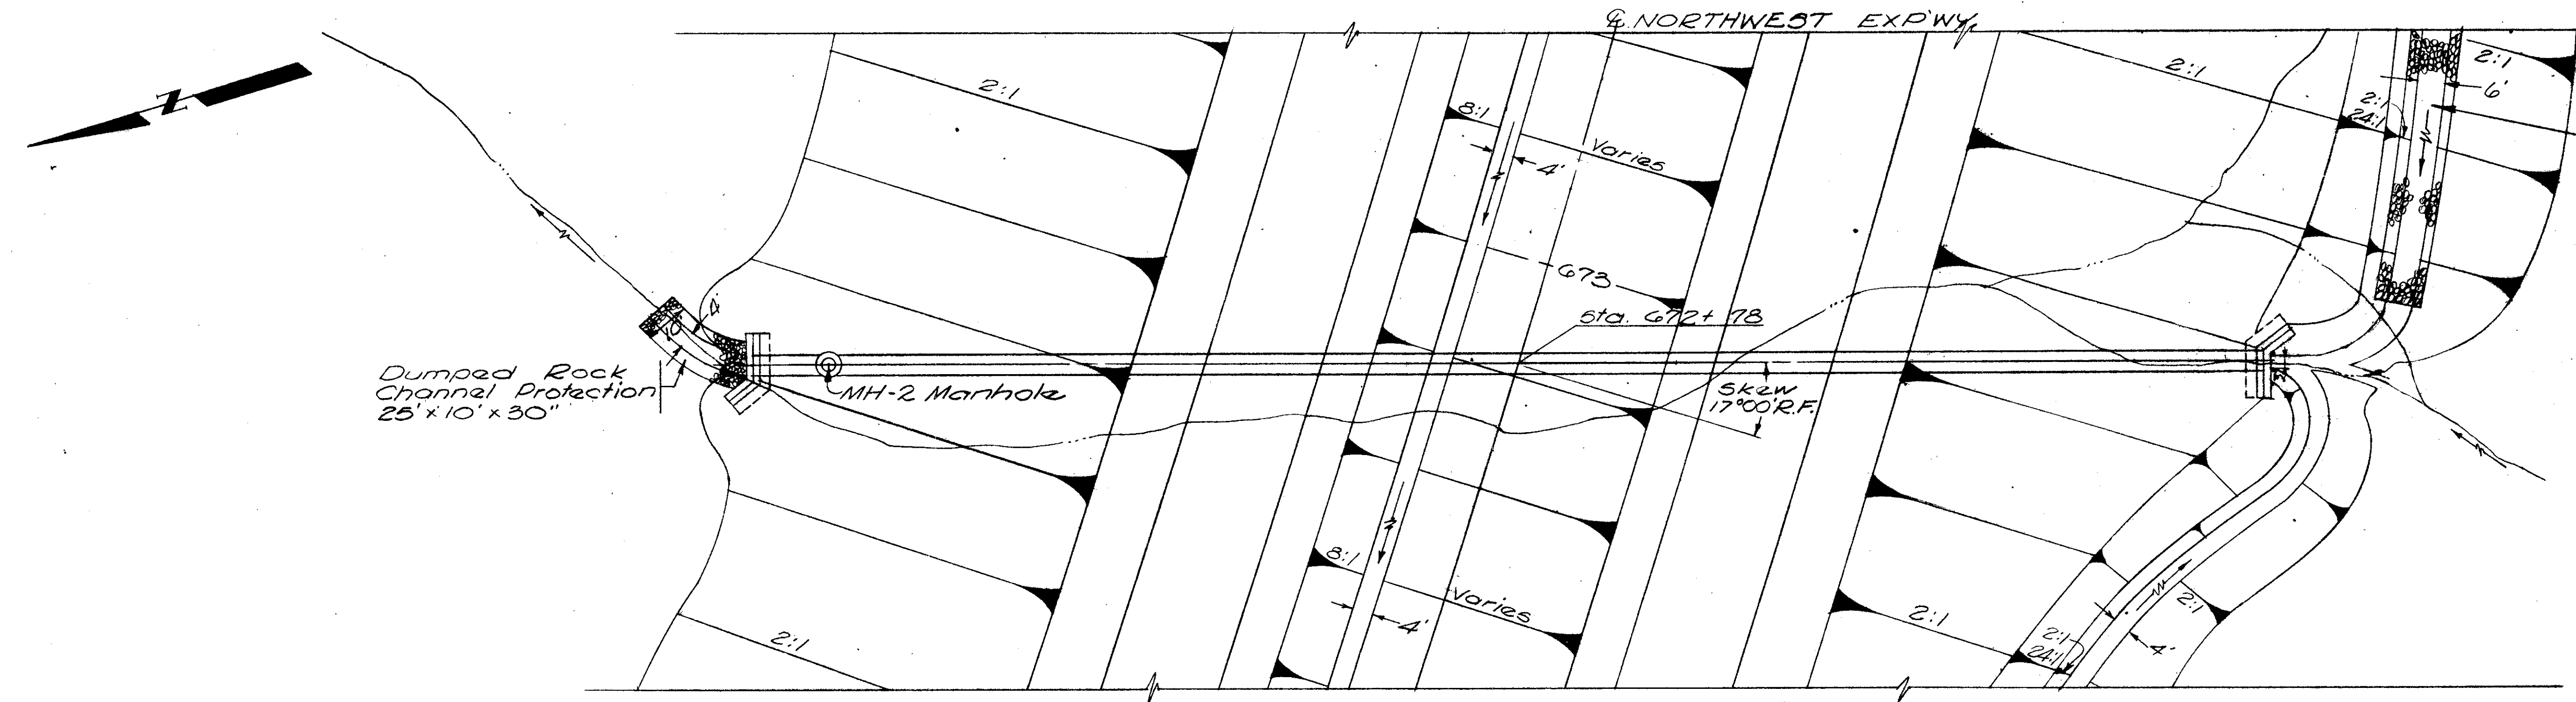 ℄ NORTHWEST EXP'WY.
N
2:1
8:1
Varies
4'
2:1
2:1
6'
2:1
24:1
673
Sta. 672+78
4'
Dumped Rock
Channel Protection
25' x 10' x 30"
MH-2 Manhole
Skew
17°00' R.F.
8:1
Varies
4'
2:1
2:1
2:1
2:1
24:1
4'